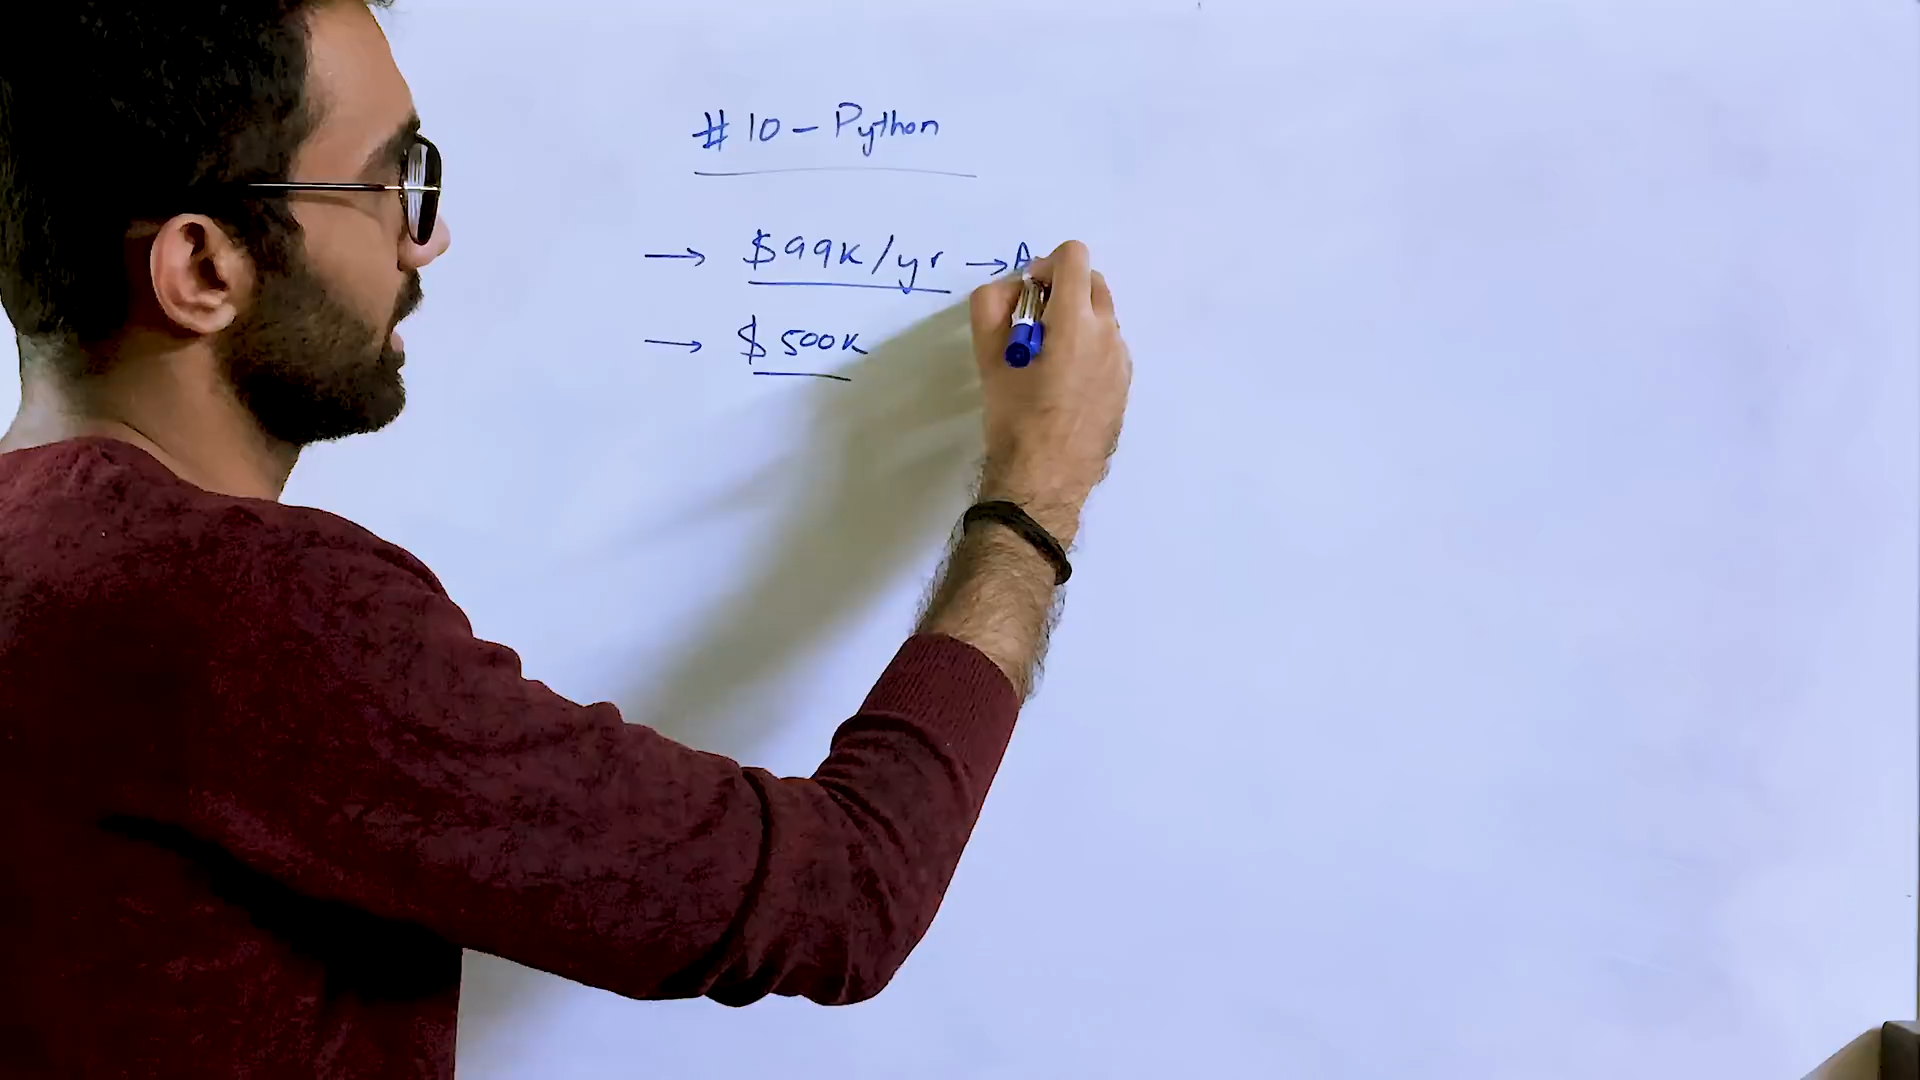 #10 - Python
→ $99K/yr → A
→ $500K